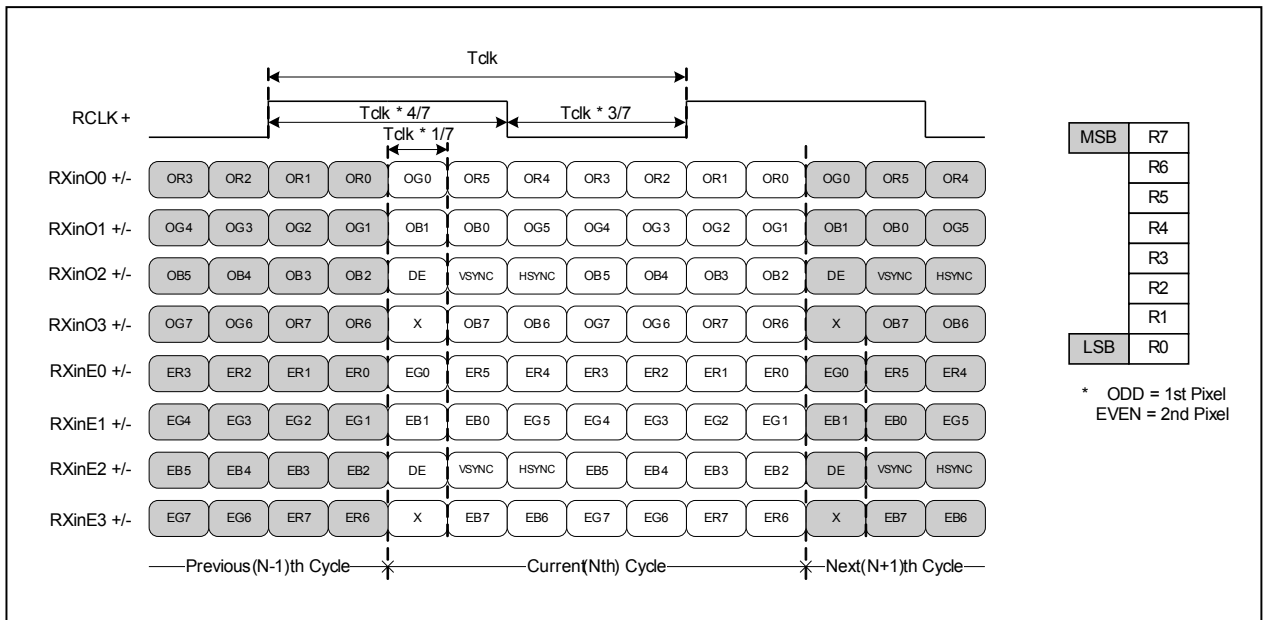 Tclk
RCLK +
Tclk * 4/7
Tclk * 3/7
Tclk * 1/7
RXinO0 +/- OR3 OR2 OR1 OR0 OG0 OR5 OR4 OR3 OR2 OR1 OR0 OG0 OR5 OR4
RXinO1 +/- OG4 OG3 OG2 OG1 OB1 OB0 OG5 OG4 OG3 OG2 OG1 OB1 OB0 OG5
RXinO2 +/- OB5 OB4 OB3 OB2 DE VSYNC HSYNC OB5 OB4 OB3 OB2 DE VSYNC HSYNC
RXinO3 +/- OG7 OG6 OR7 OR6 X OB7 OB6 OG7 OG6 OR7 OR6 X OB7 OB6
RXinE0 +/- ER3 ER2 ER1 ER0 EG0 ER5 ER4 ER3 ER2 ER1 ER0 EG0 ER5 ER4
RXinE1 +/- EG4 EG3 EG2 EG1 EB1 EB0 EG5 EG4 EG3 EG2 EG1 EB1 EB0 EG5
RXinE2 +/- EB5 EB4 EB3 EB2 DE VSYNC HSYNC EB5 EB4 EB3 EB2 DE VSYNC HSYNC
RXinE3 +/- EG7 EG6 ER7 ER6 X EB7 EB6 EG7 EG6 ER7 ER6 X EB7 EB6
Previous(N-1)th Cycle Current(Nth) Cycle Next(N+1)th Cycle
MSB R7
R6
R5
R4
R3
R2
R1
LSB R0
* ODD = 1st Pixel
EVEN = 2nd Pixel